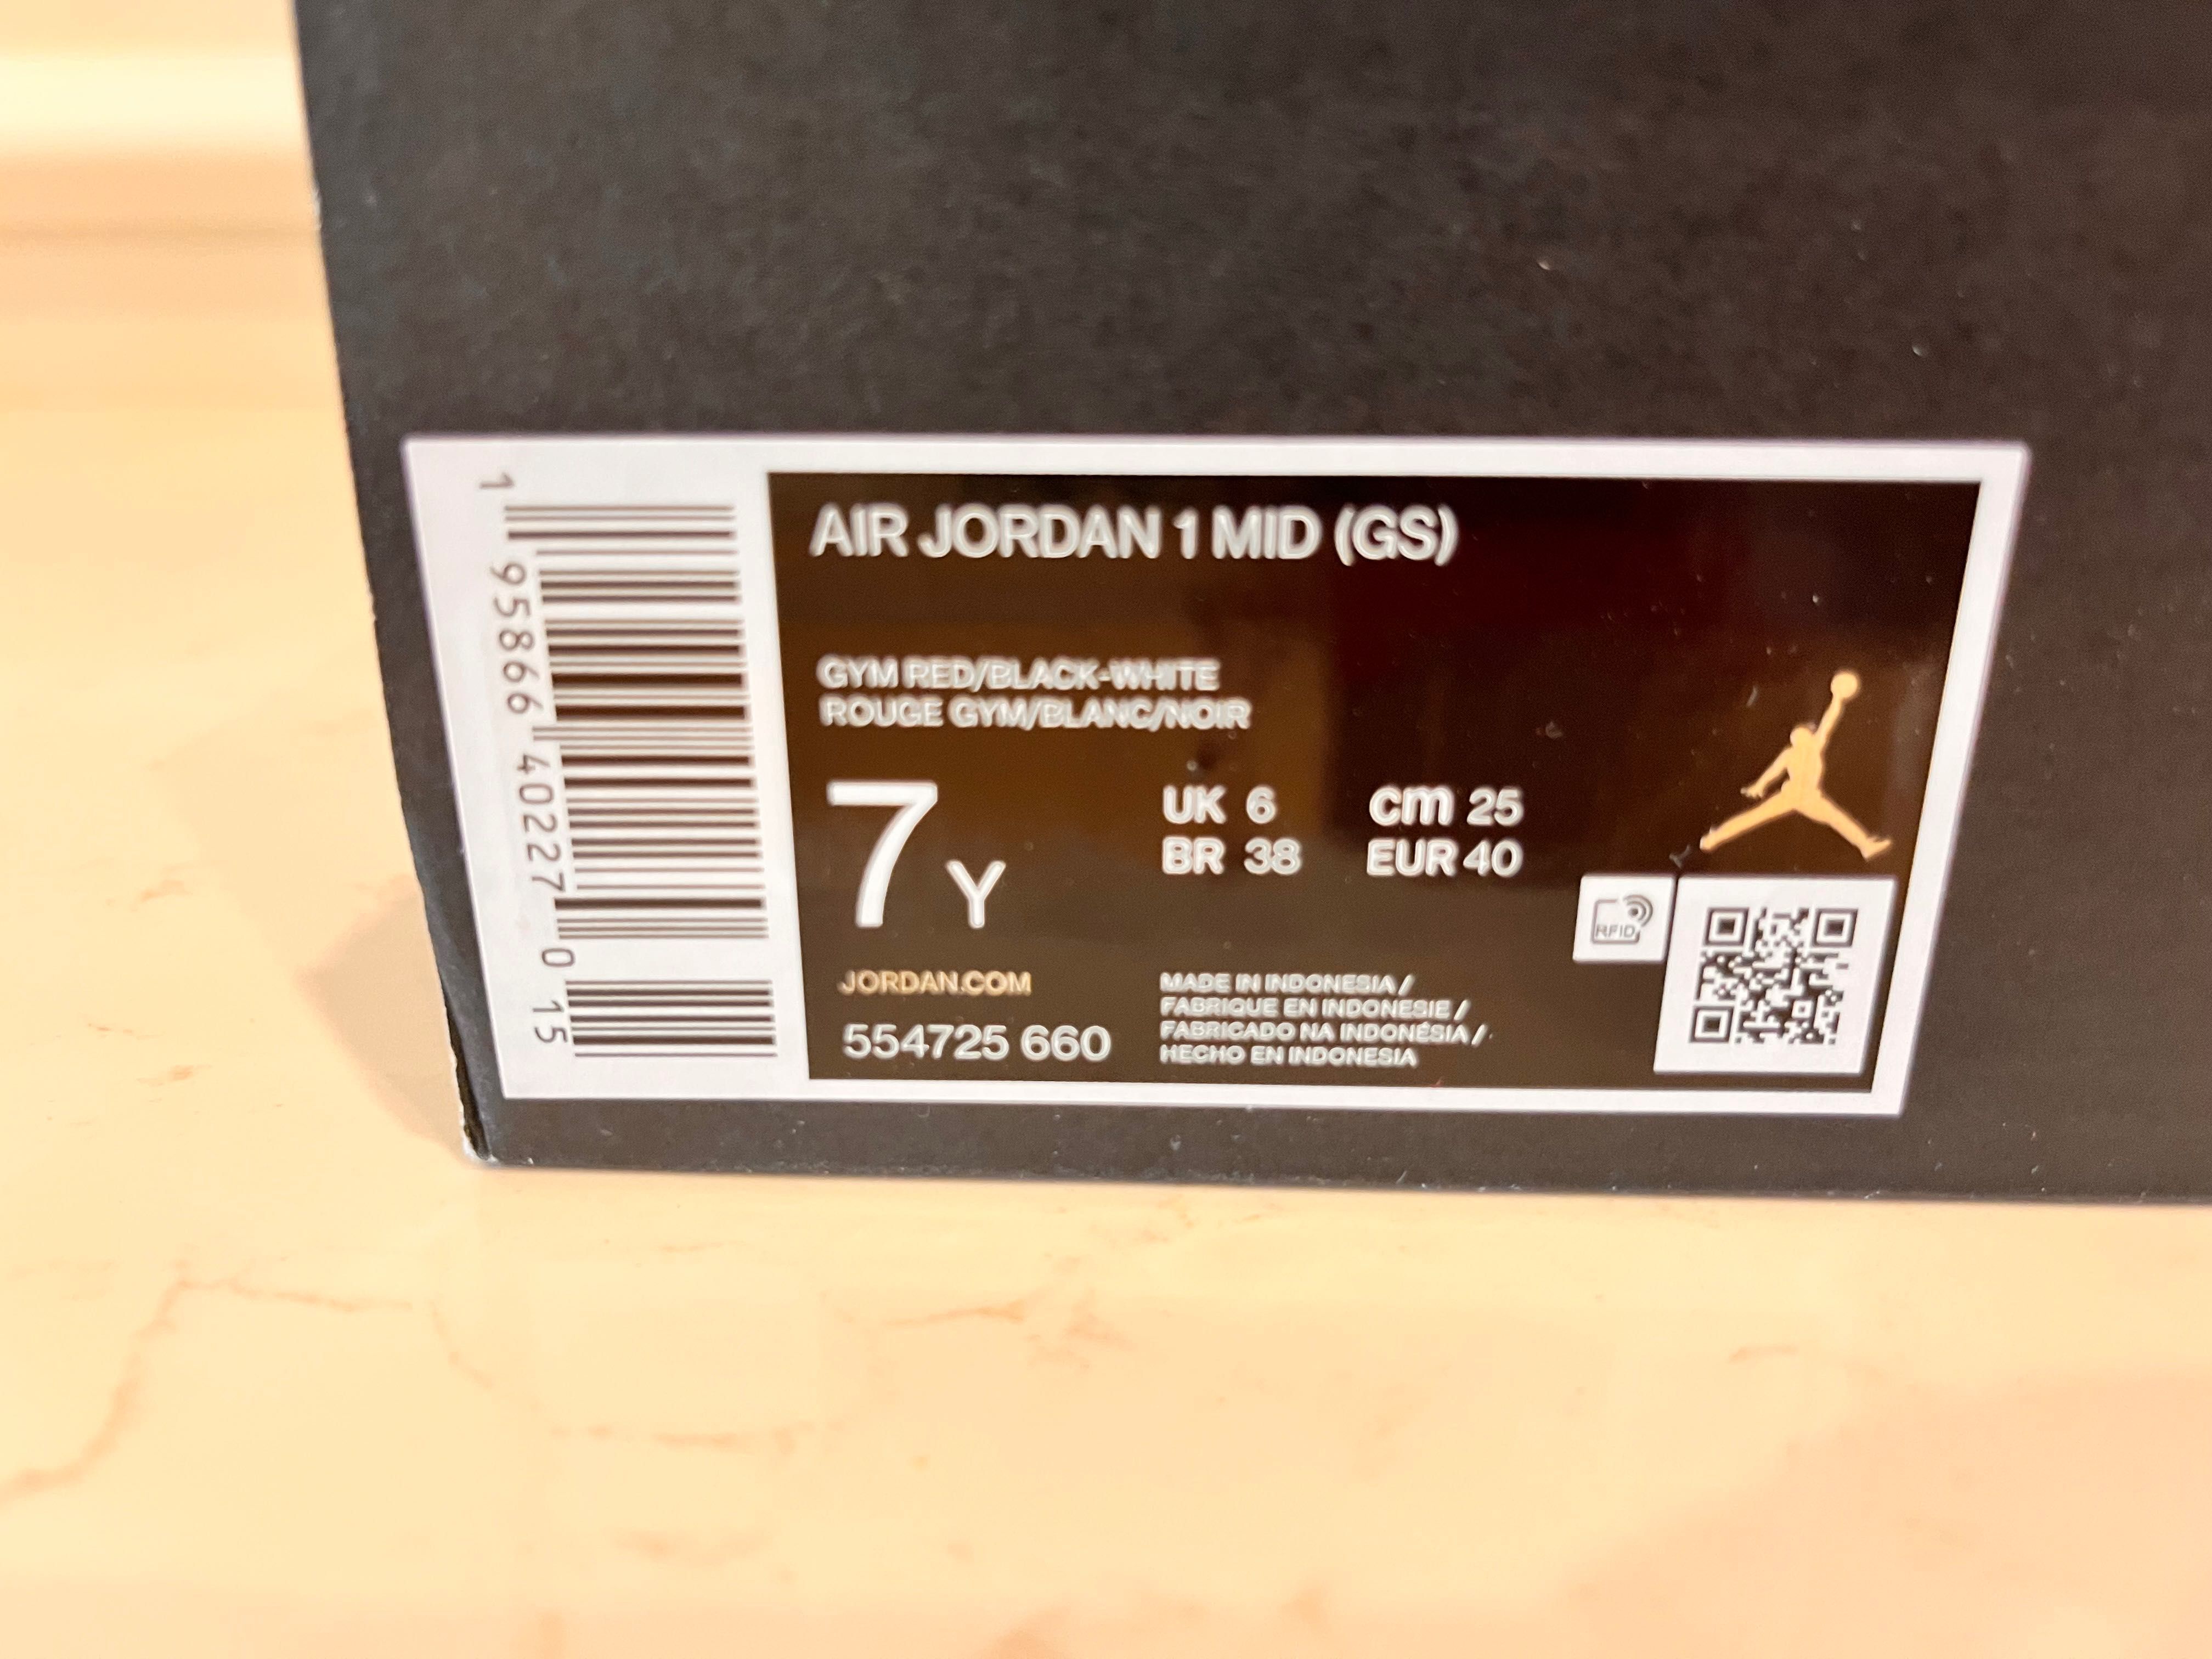 AIR JORDAN 1 MID (GS)
GYM RED/BLACK-WHITE
ROUGE GYM/BLANC/NOIR
7 Y
UK 6 cm 25
BR 38 EUR 40
RFID
JORDAN.COM
554725 660
MADE IN INDONESIA /
FABRIQUE EN INDONESIE /
FABRICADO NA INDONÉSIA /
HECHO EN INDONESIA
1 95866 40227 0 15